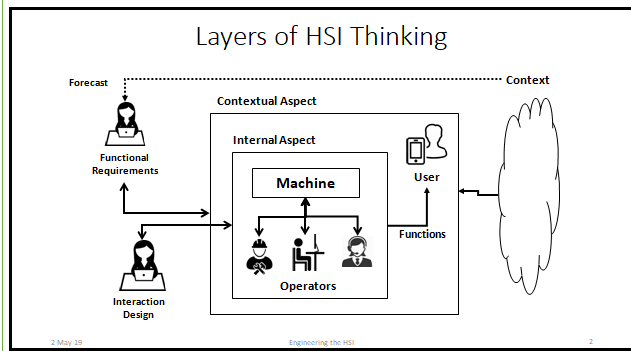 Layers of HSI Thinking
Forecast
Context
Contextual Aspect
Internal Aspect
Machine
User
Functional
Requirements
Functions
Operators
Interaction
Design
2 May 19
Engineering the HSI
2